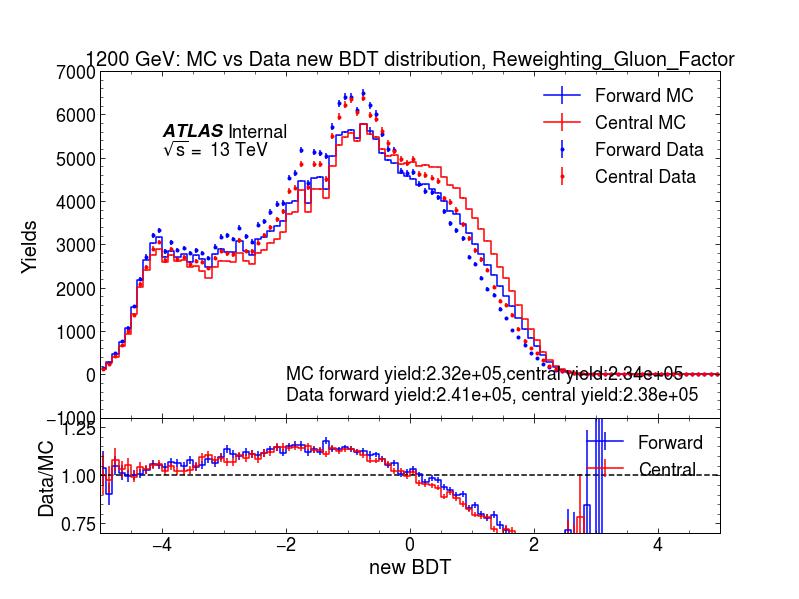 1200 GeV: MC vs Data new BDT distribution, Reweighting_Gluon_Factor
7000
6000
5000
4000
3000
2000
1000
0
−1000
Yields
ATLAS Internal
√s = 13 TeV
Forward MC
Central MC
Forward Data
Central Data
MC forward yield:2.32e+05,central yield:2.34e+05
Data forward yield:2.41e+05, central yield:2.38e+05
1.25
1.00
0.75
Data/MC
Forward
Central
−4
−2
0
2
4
new BDT